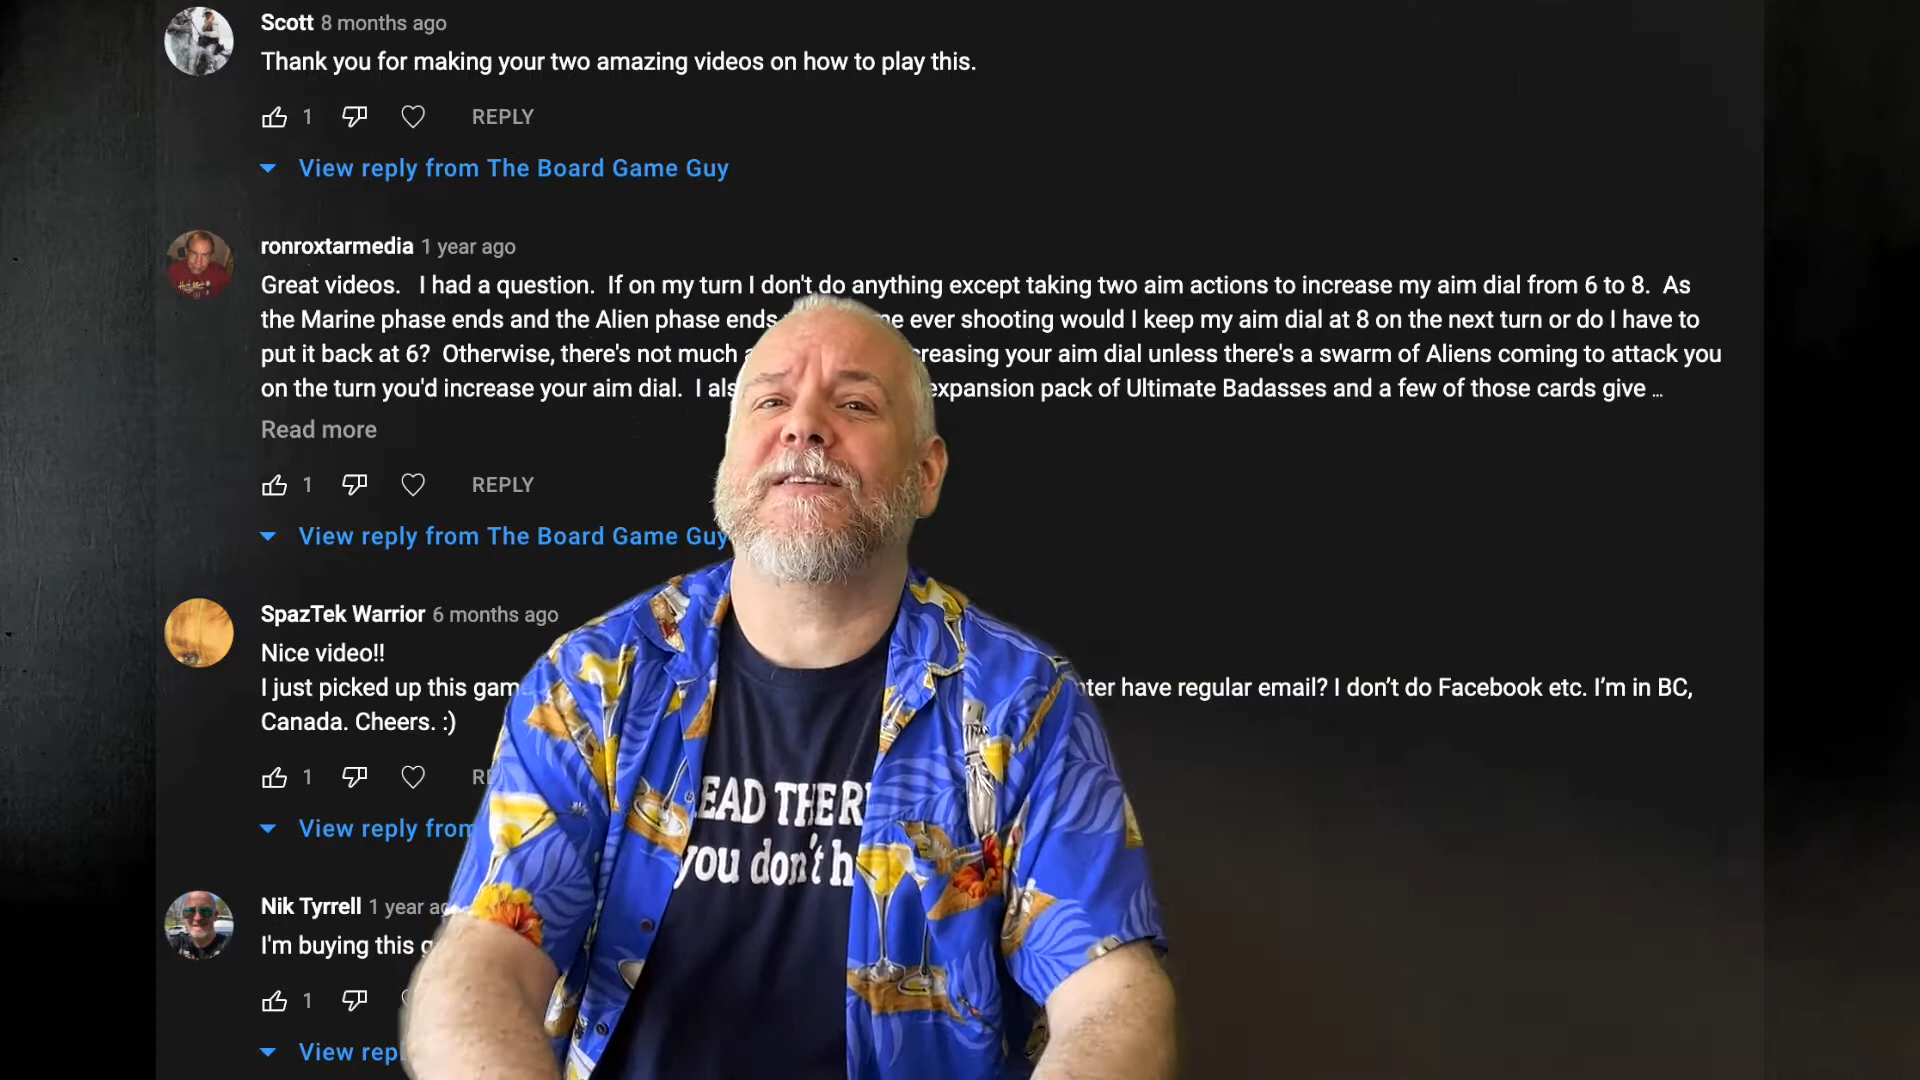 Scott 8 months ago
Thank you for making your two amazing videos on how to play this.
1 REPLY
View reply from The Board Game Guy
ronroxtarmedia 1 year ago
Great videos. I had a question. If on my turn I don't do anything except taking two aim actions to increase my aim dial from 6 to 8. As
the Marine phase ends and the Alien phase ends ever shooting would I keep my aim dial at 8 on the next turn or do I have to
put it back at 6? Otherwise, there's not much your aim dial unless there's a swarm of Aliens coming to attack you
on the turn you'd increase your aim dial. I expansion pack of Ultimate Badasses and a few of those cards give ...
Read more
1 REPLY
View reply from The Board Game Guy
SpazTek Warrior 6 months ago
Nice video!!
I just picked up this have regular email? I don't do Facebook etc. I'm in BC,
Canada. Cheers. :)
1
View reply from
EAD THER
you don't h
Nik Tyrrell 1 year
I'm buying this
1
View